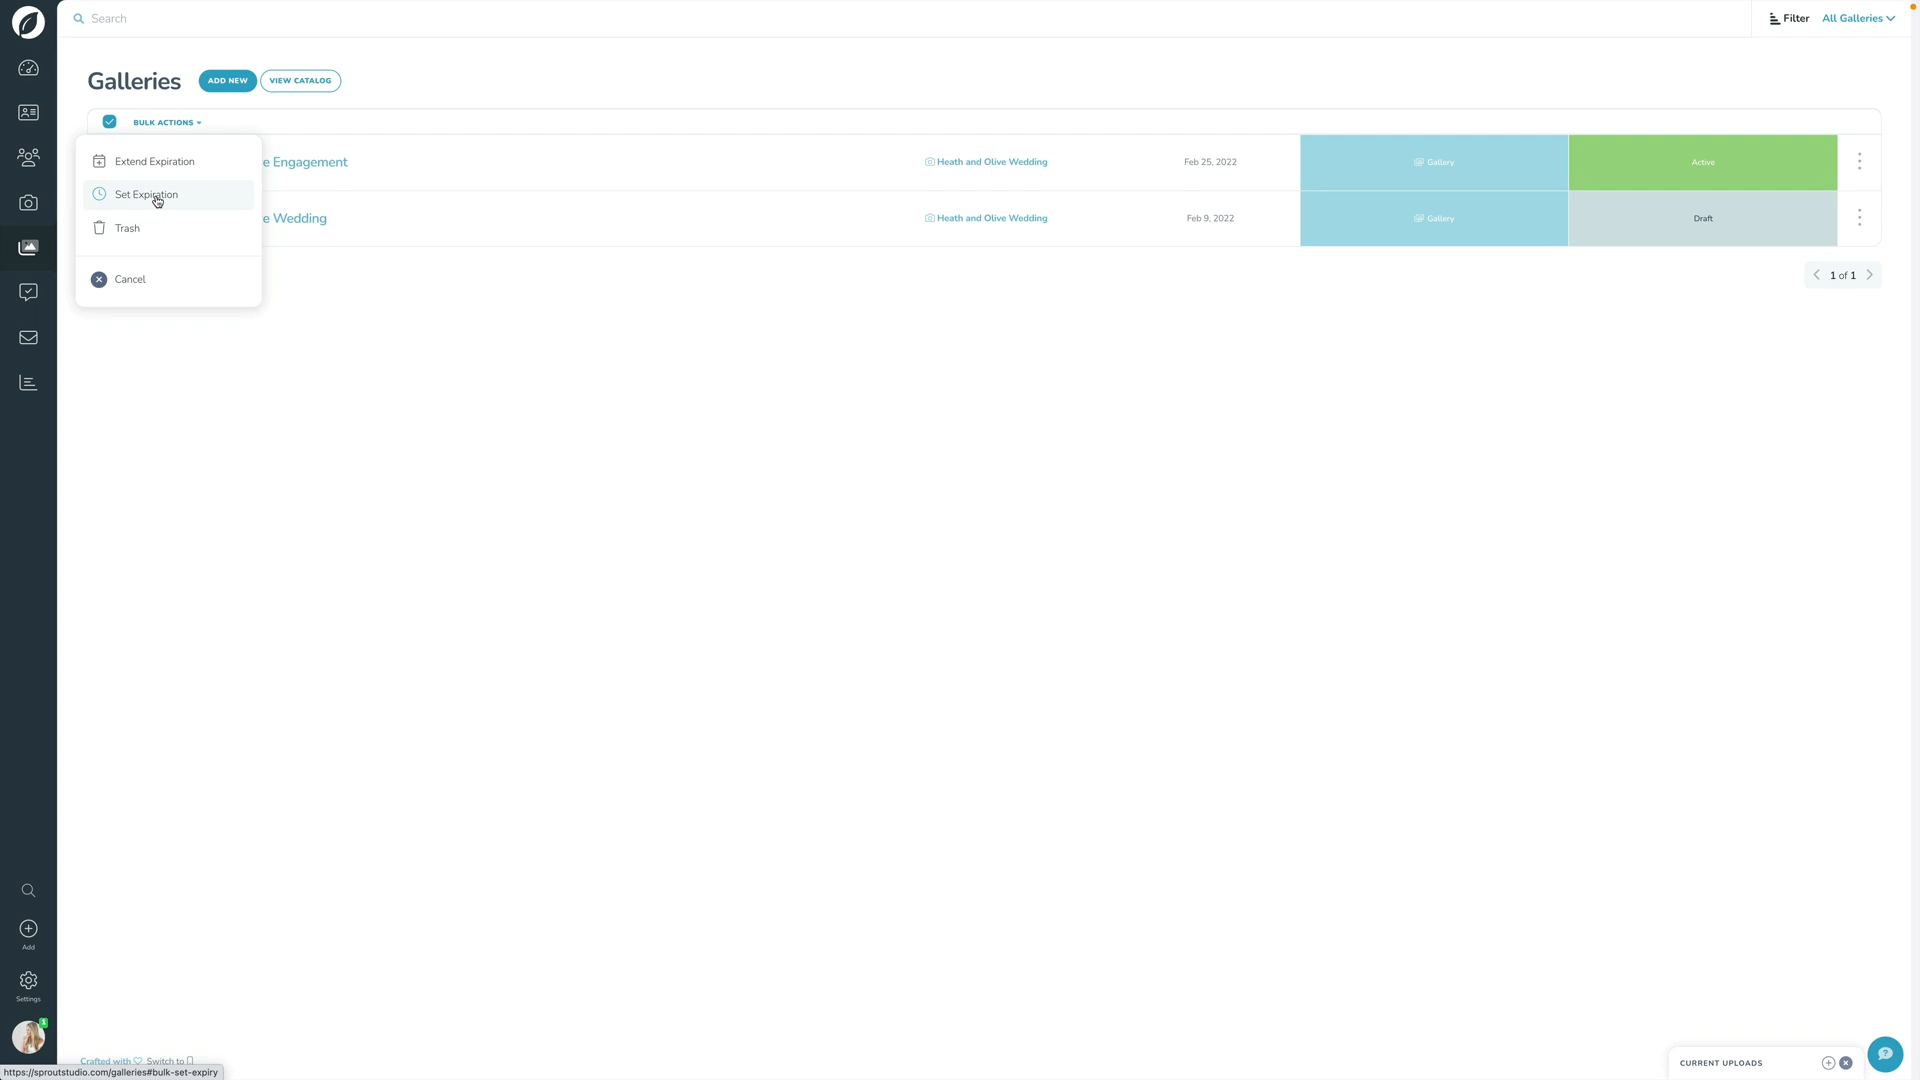 Search
Filter All Galleries
Galleries ADD NEW VIEW CATALOG
BULK ACTIONS
Extend Expiration
Set Expiration
Trash
Cancel
e Engagement Heath and Olive Wedding Feb 25, 2022 Gallery Active
e Wedding Heath and Olive Wedding Feb 9, 2022 Gallery Draft
1 of 1
Add
Settings
1
Crafted with Switch to
https://sproutstudio.com/galleries#bulk-set-expiry
CURRENT UPLOADS